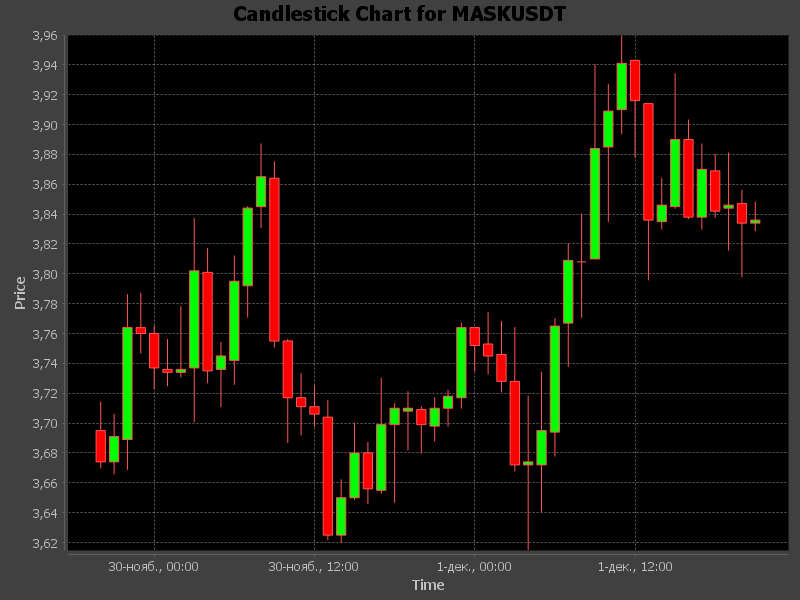 Candlestick Chart for MASKUSDT
3,96
3,94
3,92
3,90
3,88
3,86
3,84
3,82
3,80
3,78
3,76
3,74
3,72
3,70
3,68
3,66
3,64
3,62
Price
30-нояб., 00:00
30-нояб., 12:00
1-дек., 00:00
1-дек., 12:00
Time